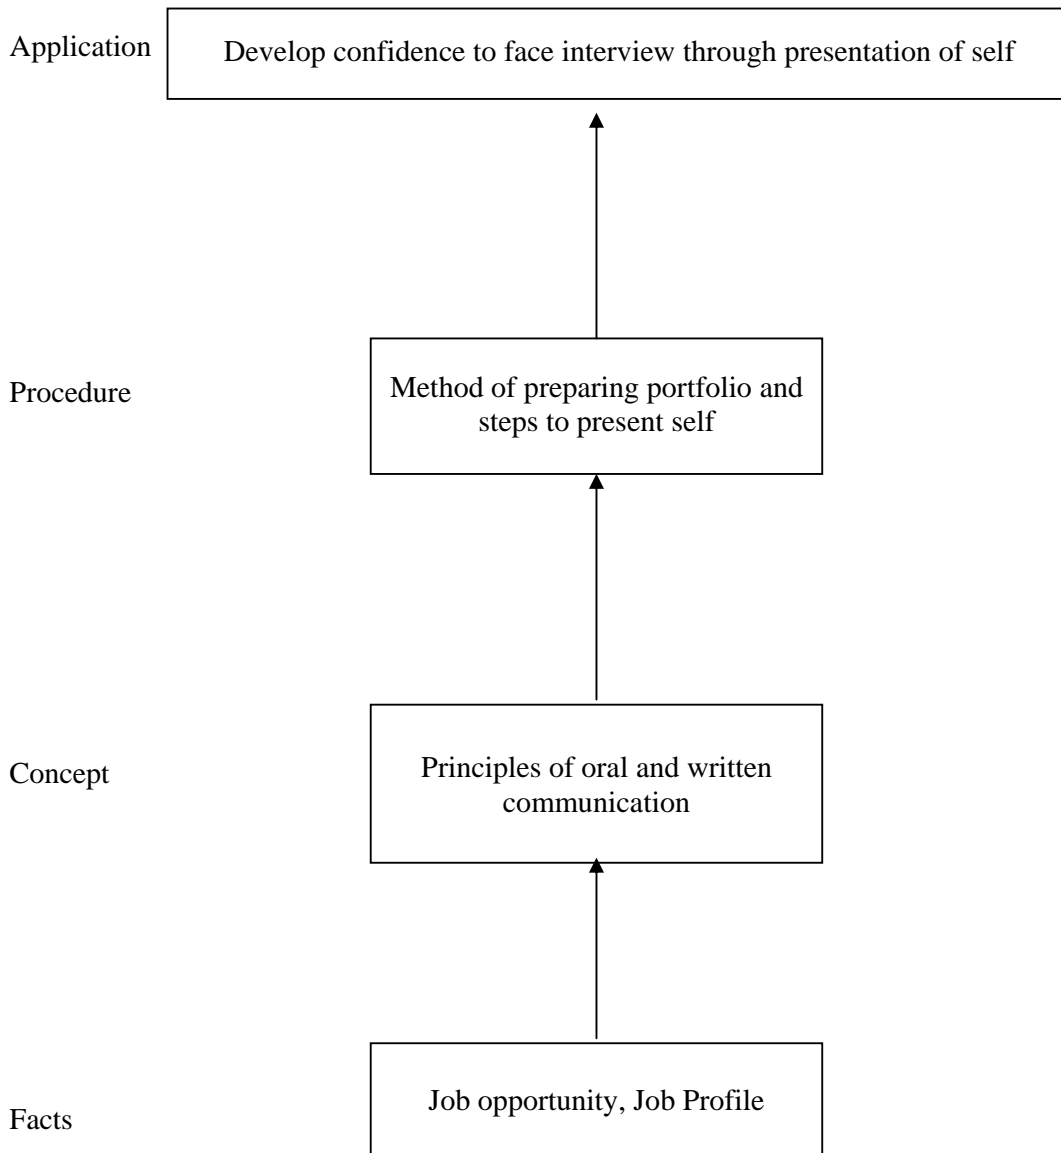 Application
Develop confidence to face interview through presentation of self
Procedure
Method of preparing portfolio and
steps to present self
Concept
Principles of oral and written
communication
Facts
Job opportunity, Job Profile